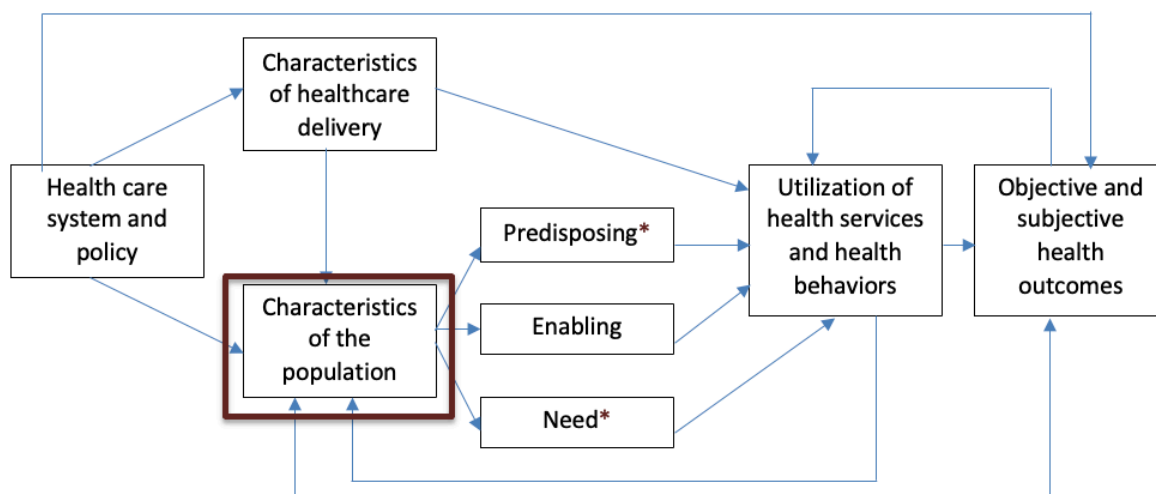 Characteristics
of healthcare
delivery
Health care
system and
policy
Predisposing*
Utilization of
health services
and health
behaviors
Objective and
subjective
health
outcomes
Characteristics
of the
population
Enabling
Need*